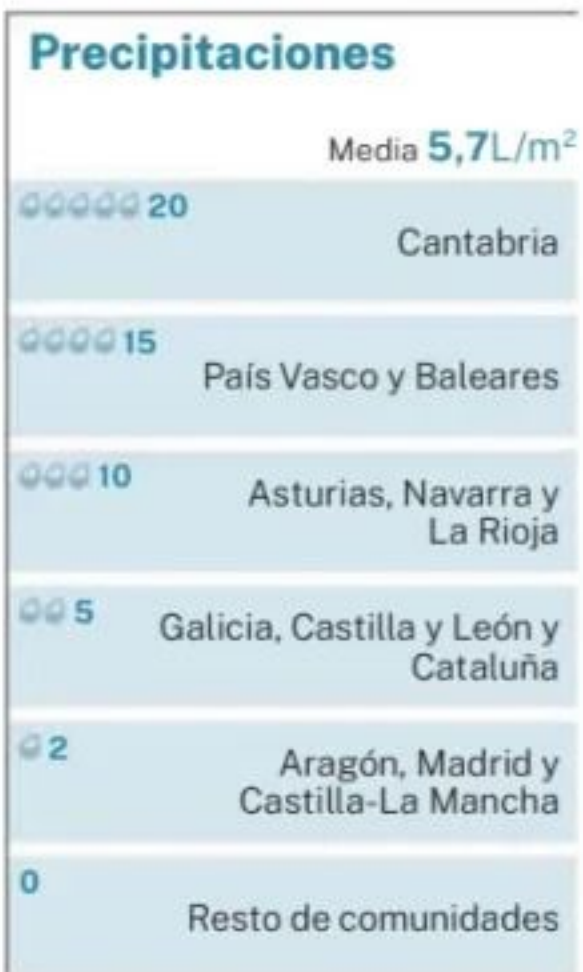 Precipitaciones
Media 5,7L/m²
20
Cantabria
15
País Vasco y Baleares
10
Asturias, Navarra y
La Rioja
5
Galicia, Castilla y León y
Cataluña
2
Aragón, Madrid y
Castilla-La Mancha
0
Resto de comunidades